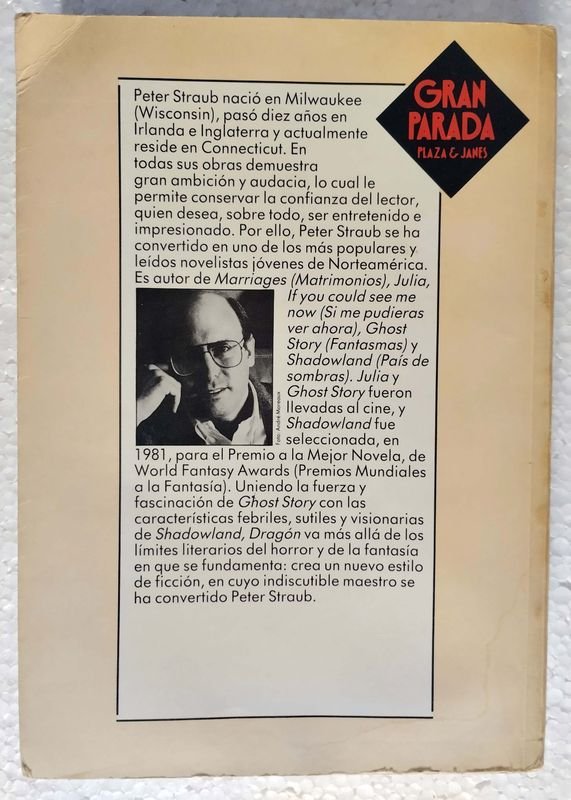 GRAN
PARADA
PLAZA & JANES
Peter Straub nació en Milwaukee
(Wisconsin), pasó diez años en
Irlanda e Inglaterra y actualmente
reside en Connecticut. En
todas sus obras demuestra
gran ambición y audacia, lo cual le
permite conservar la confianza del lector,
quien desea, sobre todo, ser entretenido e
impresionado. Por ello, Peter Straub se ha
convertido en uno de los más populares y
leídos novelistas jóvenes de Norteamérica.
Es autor de Marriages (Matrimonios), Julia,
If you could see me
now (Si me pudieras
ver ahora), Ghost
Story (Fantasmas) y
Shadowland (País de
sombras). Julia y
Ghost Story fueron
llevadas al cine, y
Shadowland fue
seleccionada, en
1981, para el Premio a la Mejor Novela, de
World Fantasy Awards (Premios Mundiales
a la Fantasía). Uniendo la fuerza y
fascinación de Ghost Story con las
características febriles, sutiles y visionarias
de Shadowland, Dragón va más allá de los
límites literarios del horror y de la fantasía
en que se fundamenta: crea un nuevo estilo
de ficción, en cuyo indiscutible maestro se
ha convertido Peter Straub.
Foto: André